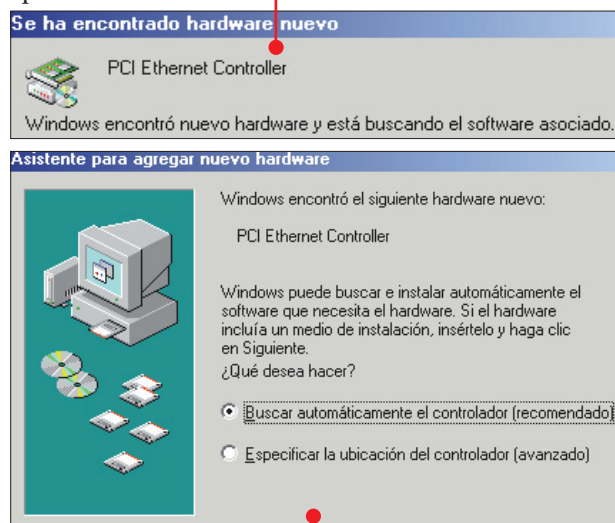 Se ha encontrado hardware nuevo
PCI Ethernet Controller
Windows encontró nuevo hardware y está buscando el software asociado.
Asistente para agregar nuevo hardware
Windows encontró el siguiente hardware nuevo:
PCI Ethernet Controller
Windows puede buscar e instalar automáticamente el
software que necesita el hardware. Si el hardware
incluía un medio de instalación, insértelo y haga clic
en Siguiente.
¿Qué desea hacer?
Buscar automáticamente el controlador (recomendado)
Especificar la ubicación del controlador (avanzado)